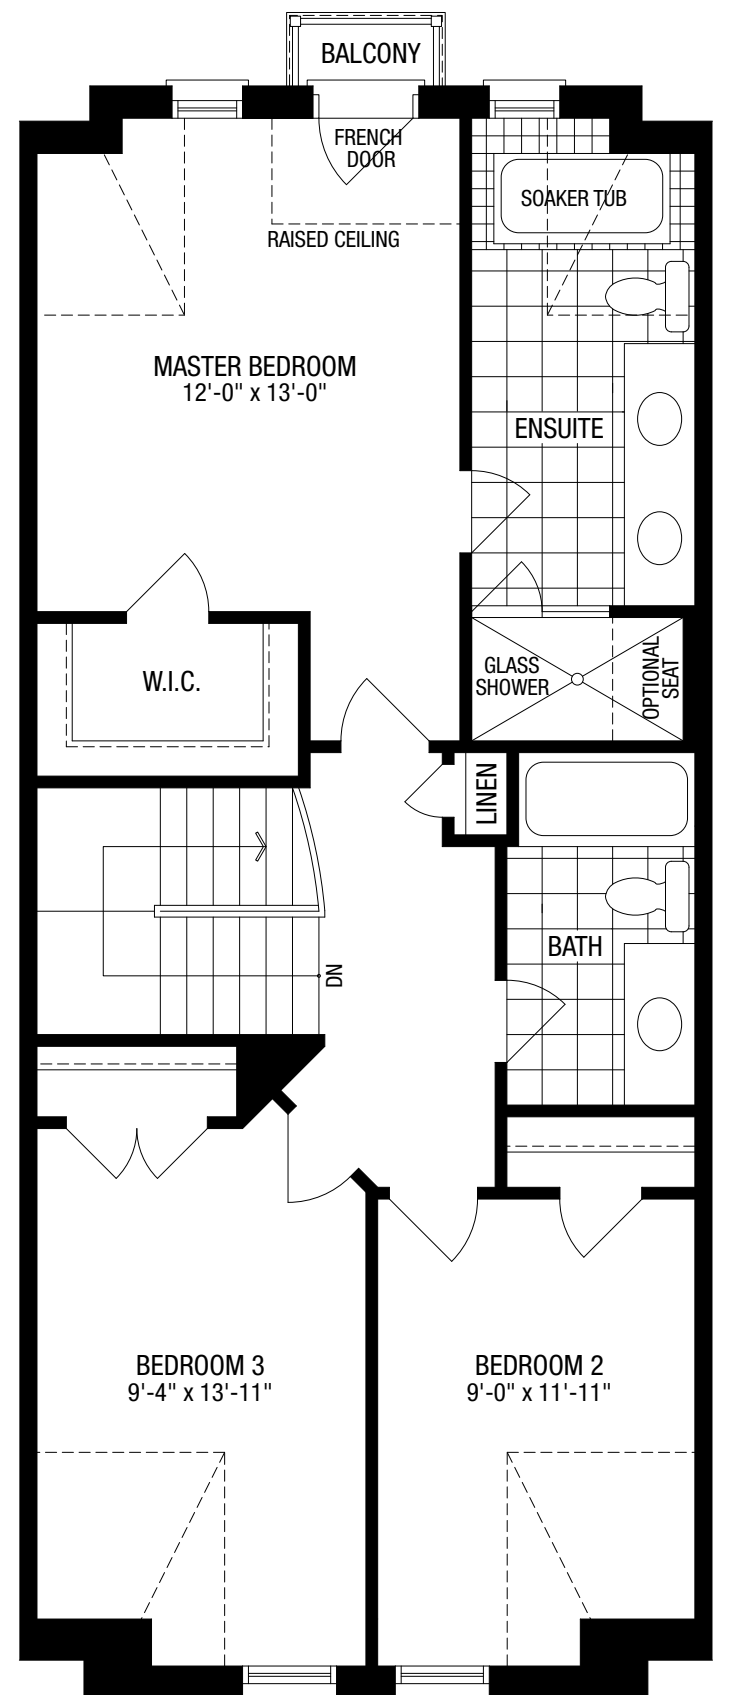 BALCONY
FRENCH
DOOR
SOAKER TUB
RAISED CEILING
MASTER BEDROOM
12'-0" x 13'-0"
ENSUITE
W.I.C.
GLASS
SHOWER
OPTIONAL
SEAT
LINEN
BATH
DN
BEDROOM 3
9'-4" x 13'-11"
BEDROOM 2
9'-0" x 11'-11"